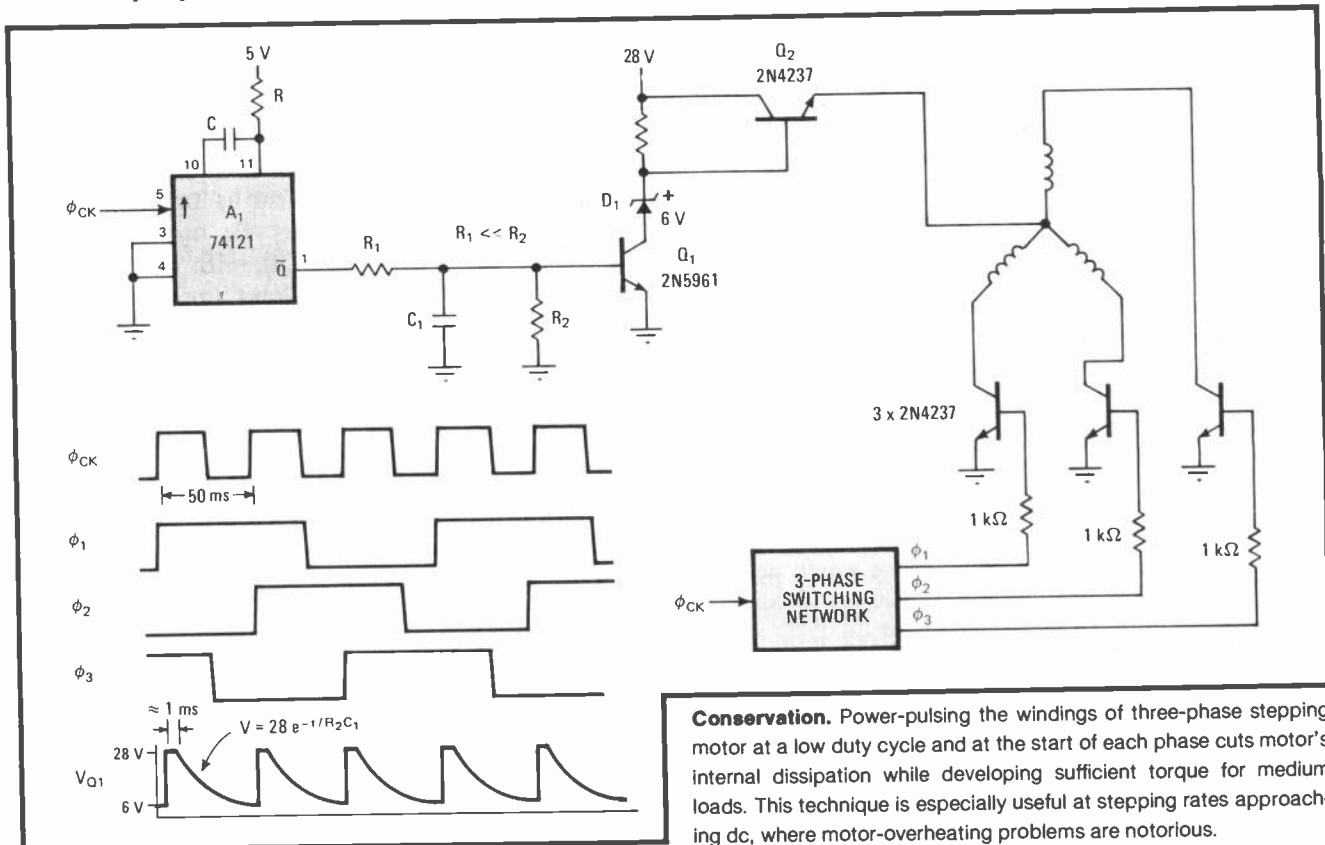 5 V
R
C
10
11
ϕCK
5
3
4
↑
A1
74121
Q̅
1
R1
R1 << R2
C1
R2
28 V
Q2
2N4237
D1
+
6 V
Q1
2N5961
3 x 2N4237
1 kΩ
1 kΩ
1 kΩ
ϕCK
3-PHASE
SWITCHING
NETWORK
ϕ1
ϕ2
ϕ3
ϕCK
50 ms
ϕ1
ϕ2
ϕ3
≈ 1 ms
V = 28 e−t/R2C1
28 V
VQ1
6 V
Conservation. Power-pulsing the windings of three-phase stepping
motor at a low duty cycle and at the start of each phase cuts motor's
internal dissipation while developing sufficient torque for medium
loads. This technique is especially useful at stepping rates approach-
ing dc, where motor-overheating problems are notorious.